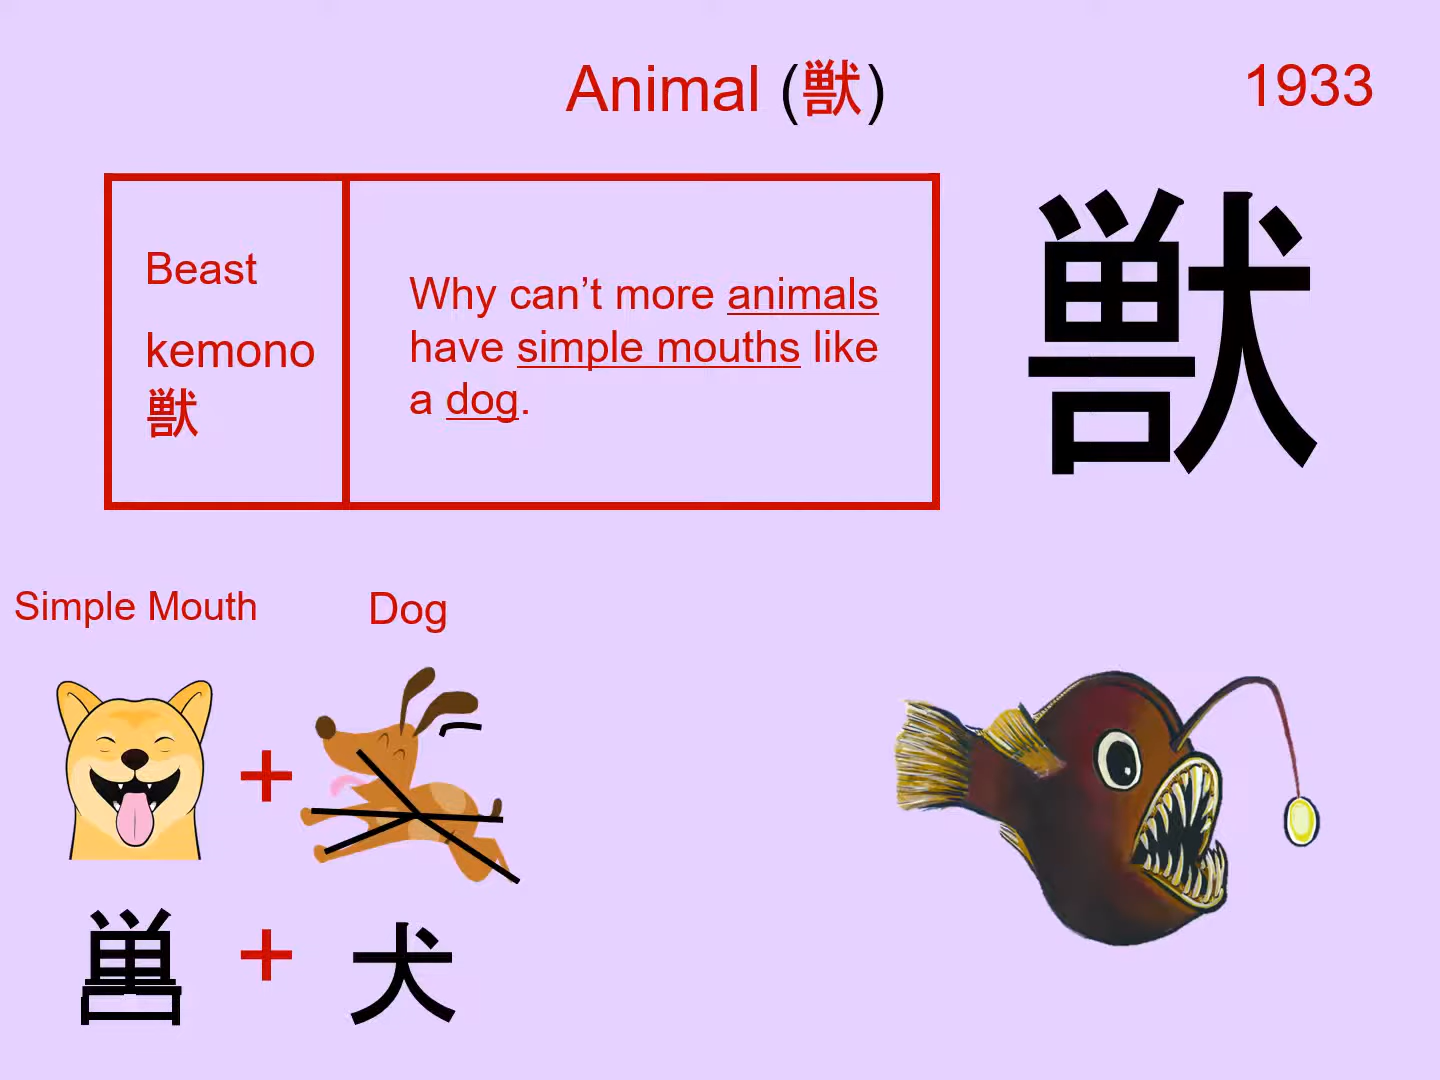 Animal (獣)
1933
Beast
kemono
獣
Why can’t more animals
have simple mouths like
a dog.
獣
Simple Mouth
Dog
+
+
犬